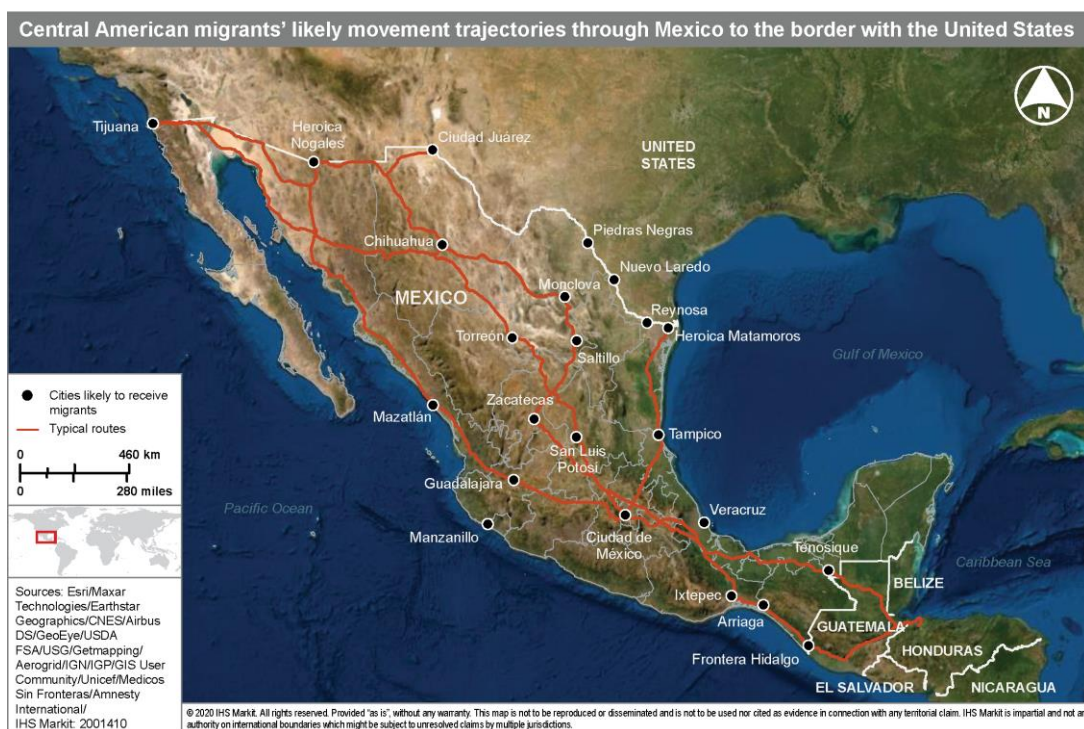 Central American migrants' likely movement trajectories through Mexico to the border with the United States
N
Tijuana
Heroica
Nogales
Ciudad Juárez
UNITED
STATES
Piedras Negras
Chihuahua
Nuevo Laredo
Monclova
MEXICO
Reynosa
Heroica Matamoros
Torreón
Saltillo
Gulf of Mexico
Zacatecas
Mazatlán
Tampico
San Luis
Potosí
Guadalajara
Pacific Ocean
Manzanillo
Ciudad de
México
Veracruz
Tenosique
Caribbean Sea
BELIZE
Ixtepec
Arriaga
GUATEMALA
HONDURAS
Frontera Hidalgo
EL SALVADOR
NICARAGUA
Cities likely to receive
migrants
Typical routes
0 460 km
0 280 miles
Sources: Esri/Maxar
Technologies/Earthstar
Geographics/CNES/Airbus
DS/GeoEye/USDA
FSA/USG/Getmapping/
Aerogrid/IGN/IGP/GIS User
Community/Unicef/Medicos
Sin Fronteras/Amnesty
International/
IHS Markit: 2001410
© 2020 IHS Markit. All rights reserved. Provided "as is", without any warranty. This map is not to be reproduced or disseminated and is not to be used nor cited as evidence in connection with any territorial claim. IHS Markit is impartial and not an
authority on international boundaries which might be subject to unresolved claims by multiple jurisdictions.